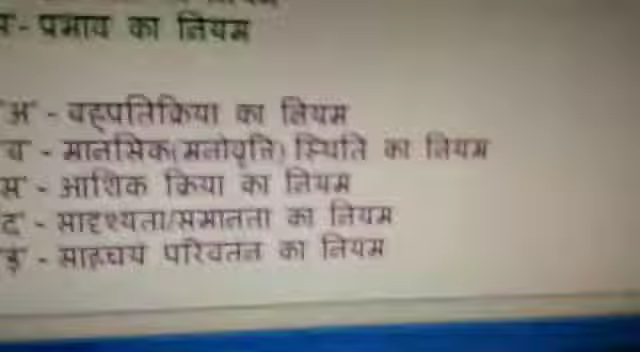 'स' - प्रभाव का नियम
'अ' - बहुप्रतिक्रिया का नियम
'ब' - मानसिक(मनोवृत्ति) स्थिति का नियम
'स' - आंशिक क्रिया का नियम
'द' - सादृश्यता/समानता का नियम
'इ' - साहचर्य परिवर्तन का नियम